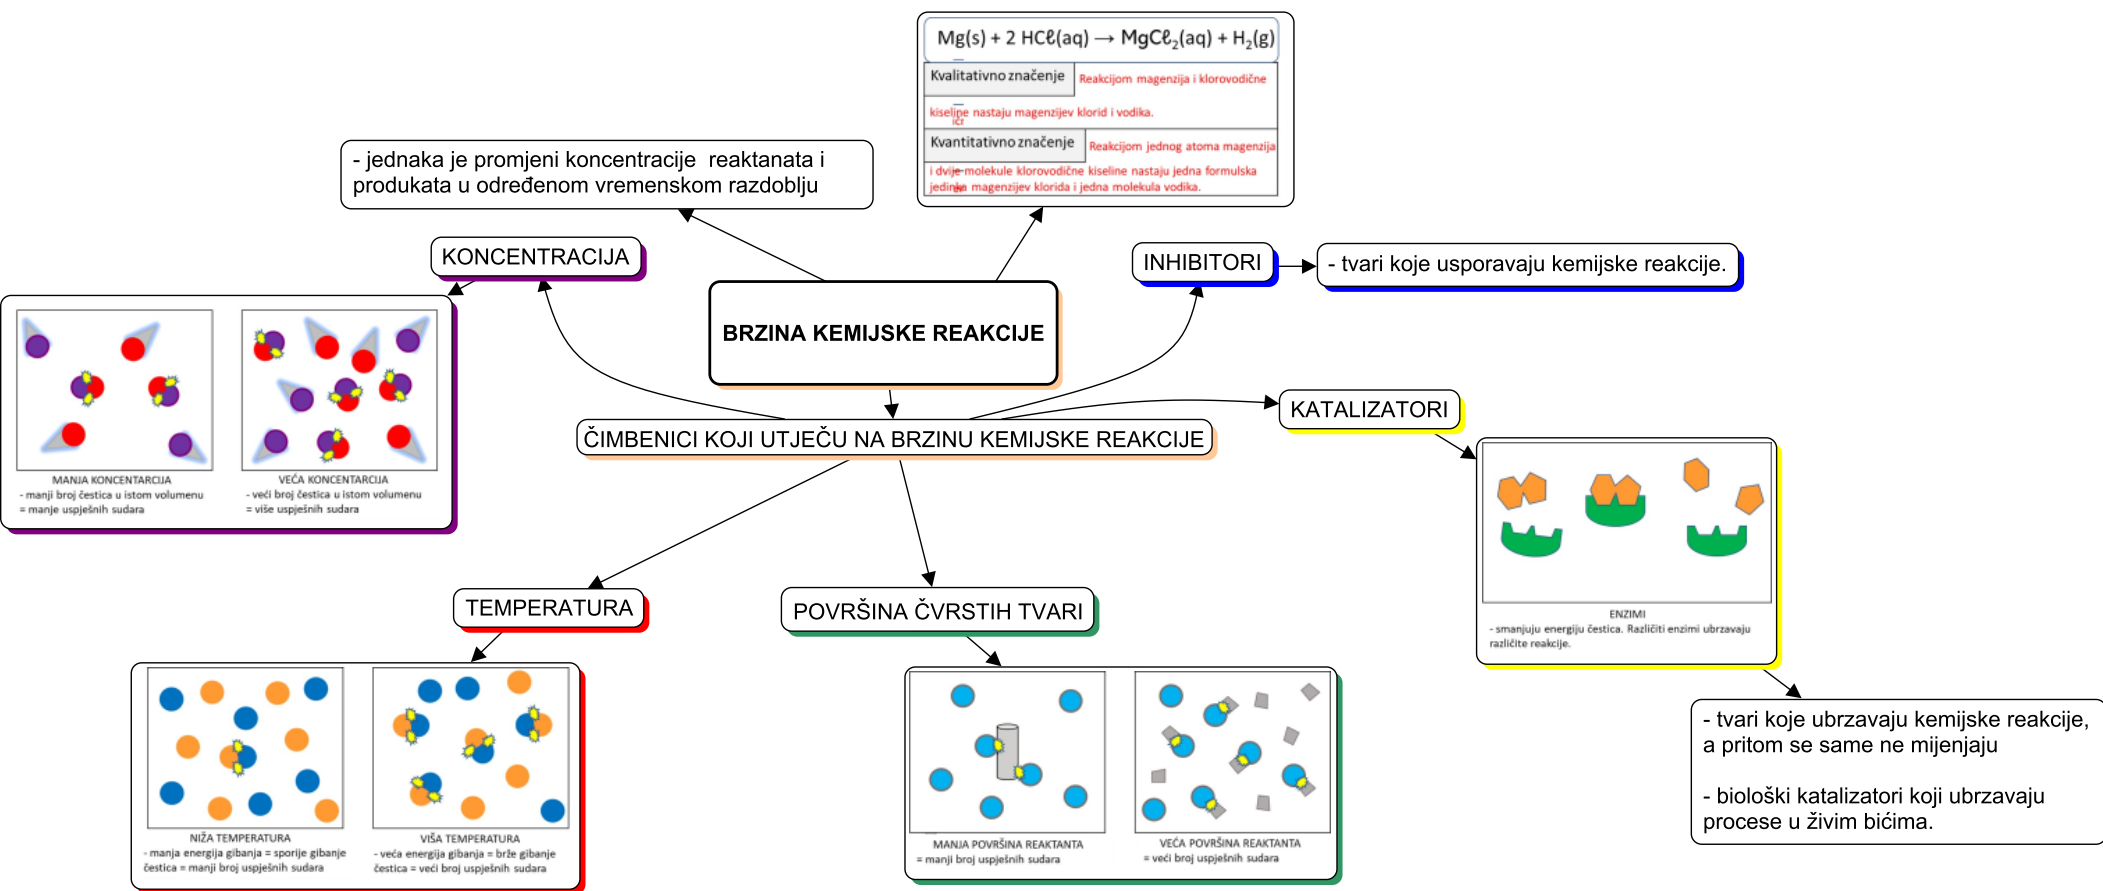 Mg(s) + 2 HCℓ(aq) → MgCℓ₂(aq) + H₂(g)
Kvalitativno značenje Reakcijom magenzija i klorovodične
kiseline nastaju magenzijev klorid i vodika.
Kvantitativno značenje Reakcijom jednog atoma magenzija
i dvije molekule klorovodične kiseline nastaju jedna formulska
jedinka magenzijev klorida i jedna molekula vodika.
- jednaka je promjeni koncentracije reaktanata i
produkata u određenom vremenskom razdoblju
KONCENTRACIJA
INHIBITORI
- tvari koje usporavaju kemijske reakcije.
BRZINA KEMIJSKE REAKCIJE
KATALIZATORI
ČIMBENICI KOJI UTJEČU NA BRZINU KEMIJSKE REAKCIJE
MANJA KONCENTARCIJA
- manji broj čestica u istom volumenu
= manje uspješnih sudara
VEĆA KONCENTARCIJA
- veći broj čestica u istom volumenu
= više uspješnih sudara
TEMPERATURA
POVRŠINA ČVRSTIH TVARI
ENZIMI
- smanjuju energiju čestica. Različiti enzimi ubrzavaju
različite reakcije.
- tvari koje ubrzavaju kemijske reakcije,
a pritom se same ne mijenjaju
- biološki katalizatori koji ubrzavaju
procese u živim bićima.
NIŽA TEMPERATURA
- manja energija gibanja = sporije gibanje
čestica = manji broj uspješnih sudara
VIŠA TEMPERATURA
- veća energija gibanja = brže gibanje
čestica = veći broj uspješnih sudara
MANJA POVRŠINA REAKTANTA
= manji broj uspješnih sudara
VEĆA POVRŠINA REAKTANTA
= veći broj uspješnih sudara